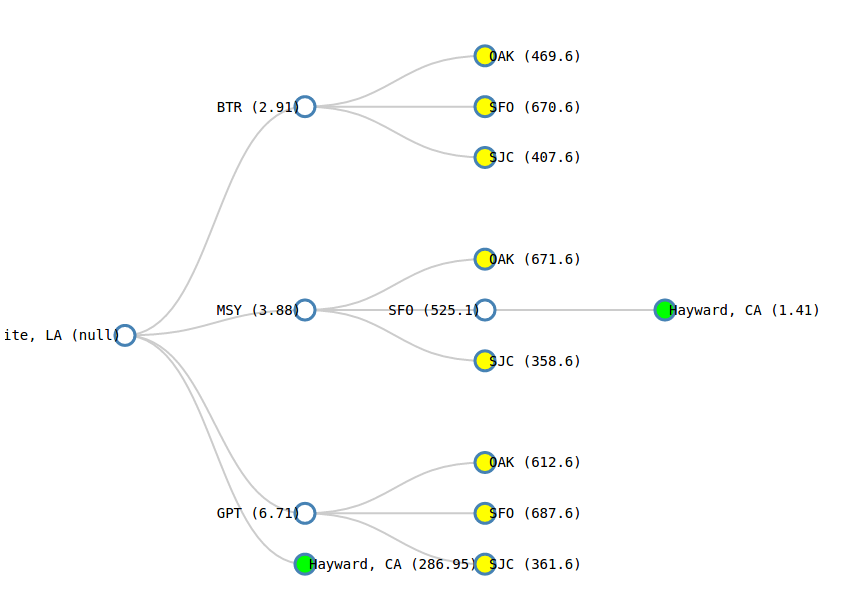 OAK (469.6)
BTR (2.91)
SFO (670.6)
SJC (407.6)
OAK (671.6)
MSY (3.88)
SFO (525.1)
Hayward, CA (1.41)
ite, LA (null)
SJC (358.6)
OAK (612.6)
GPT (6.71)
SFO (687.6)
Hayward, CA (286.95)
SJC (361.6)